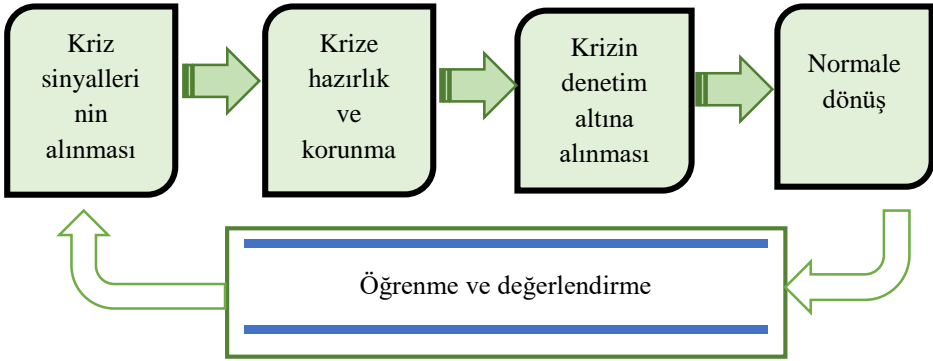 Kriz
sinyalleri
nin
alınması
Krize
hazırlık
ve
korunma
Krizin
denetim
altına
alınması
Normale
dönüş
Öğrenme ve değerlendirme